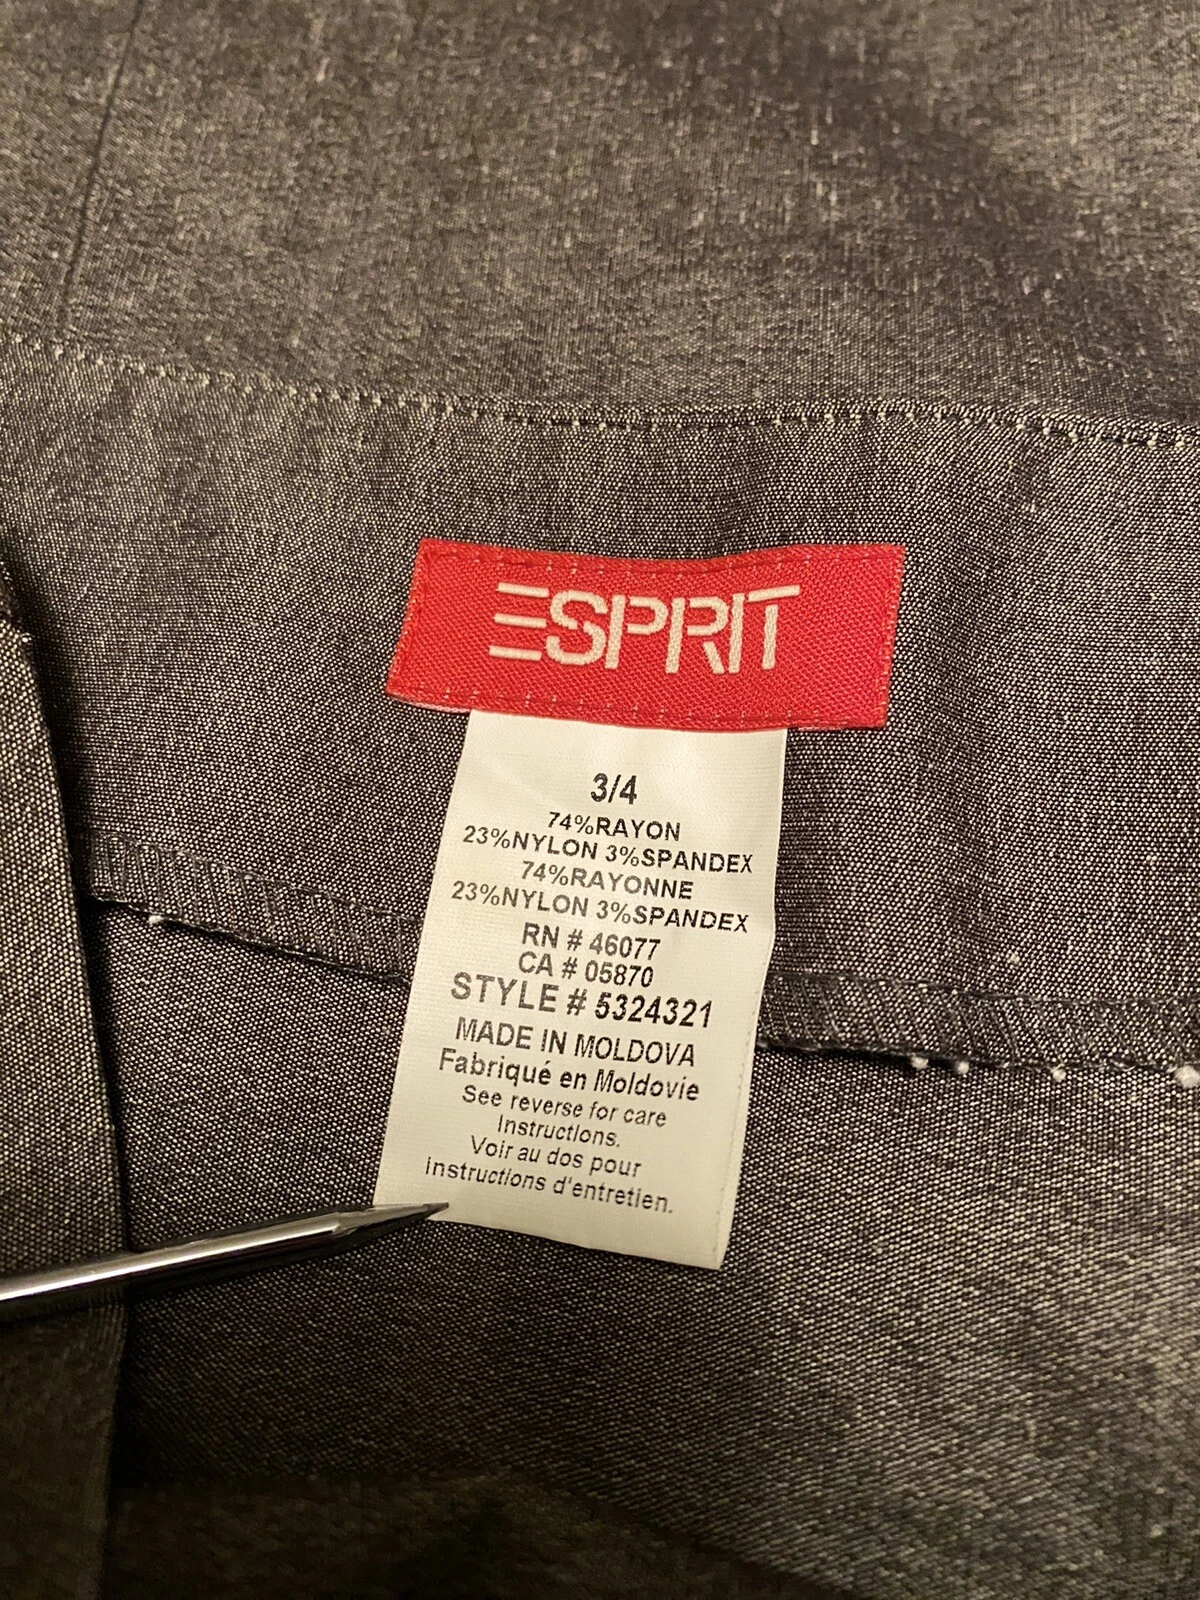 ESPRIT
3/4
74%RAYON
23%NYLON 3%SPANDEX
74%RAYONNE
23%NYLON 3%SPANDEX
RN # 46077
CA # 05870
STYLE # 5324321
MADE IN MOLDOVA
Fabriqué en Moldovie
See reverse for care
Instructions.
Voir au dos pour
instructions d'entretien.